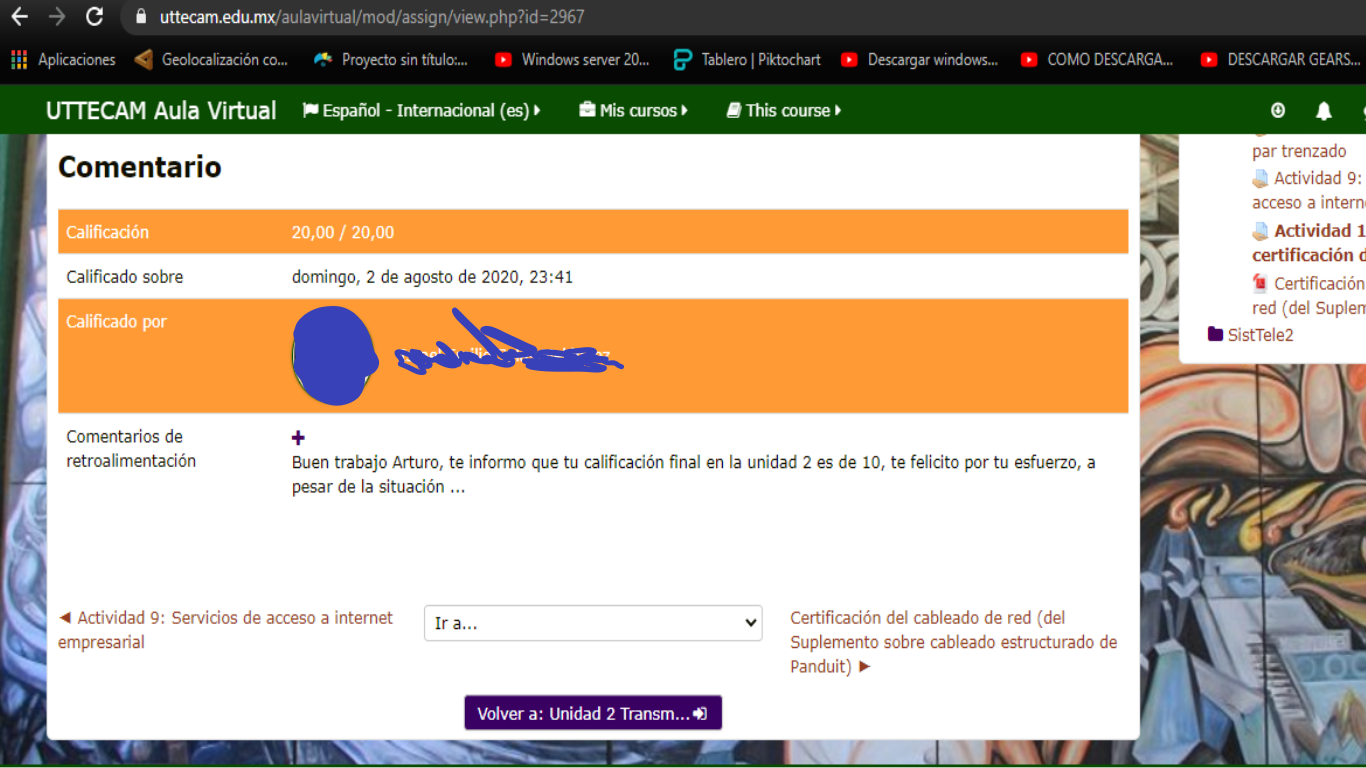 uttecam.edu.mx/aulavirtual/mod/assign/view.php?id=2967
Aplicaciones Geolocalización co... Proyecto sin título:... Windows server 20... Tablero | Piktochart Descargar windows... COMO DESCARGA... DESCARGAR GEARS...
UTTECAM Aula Virtual Español - Internacional (es) Mis cursos This course
Comentario
Calificación 20,00 / 20,00
Calificado sobre domingo, 2 de agosto de 2020, 23:41
Calificado por
Comentarios de
retroalimentación
Buen trabajo Arturo, te informo que tu calificación final en la unidad 2 es de 10, te felicito por tu esfuerzo, a
pesar de la situación ...
◄ Actividad 9: Servicios de acceso a internet
empresarial
Ir a...
Certificación del cableado de red (del
Suplemento sobre cableado estructurado de
Panduit) ►
Volver a: Unidad 2 Transm...
par trenzado
Actividad 9:
acceso a intern
Actividad 1
certificación d
Certificación
red (del Suplem
SistTele2